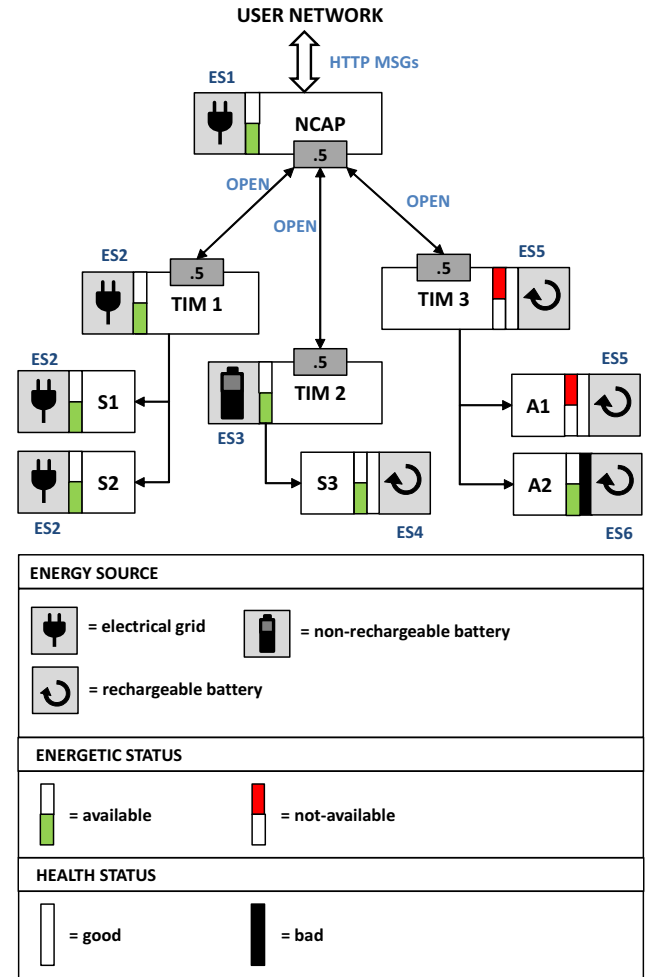 USER NETWORK
HTTP MSGs
ES1
NCAP
.5
OPEN
OPEN
OPEN
ES2
.5
TIM 1
ES5
.5
TIM 3
ES2
S1
.5
TIM 2
ES3
ES5
A1
S2
ES2
S3
ES4
A2
ES6
ENERGY SOURCE
= electrical grid
= non-rechargeable battery
= rechargeable battery
ENERGETIC STATUS
= available
= not-available
HEALTH STATUS
= good
= bad